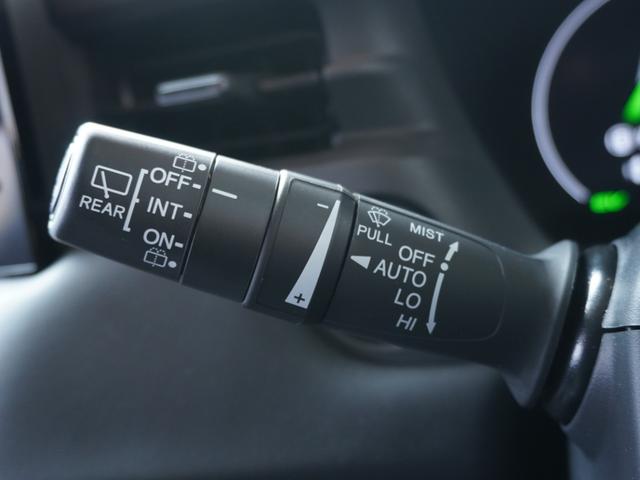 OFF
INT
ON
REAR
−
+
PULL
MIST
OFF
AUTO
LO
HI